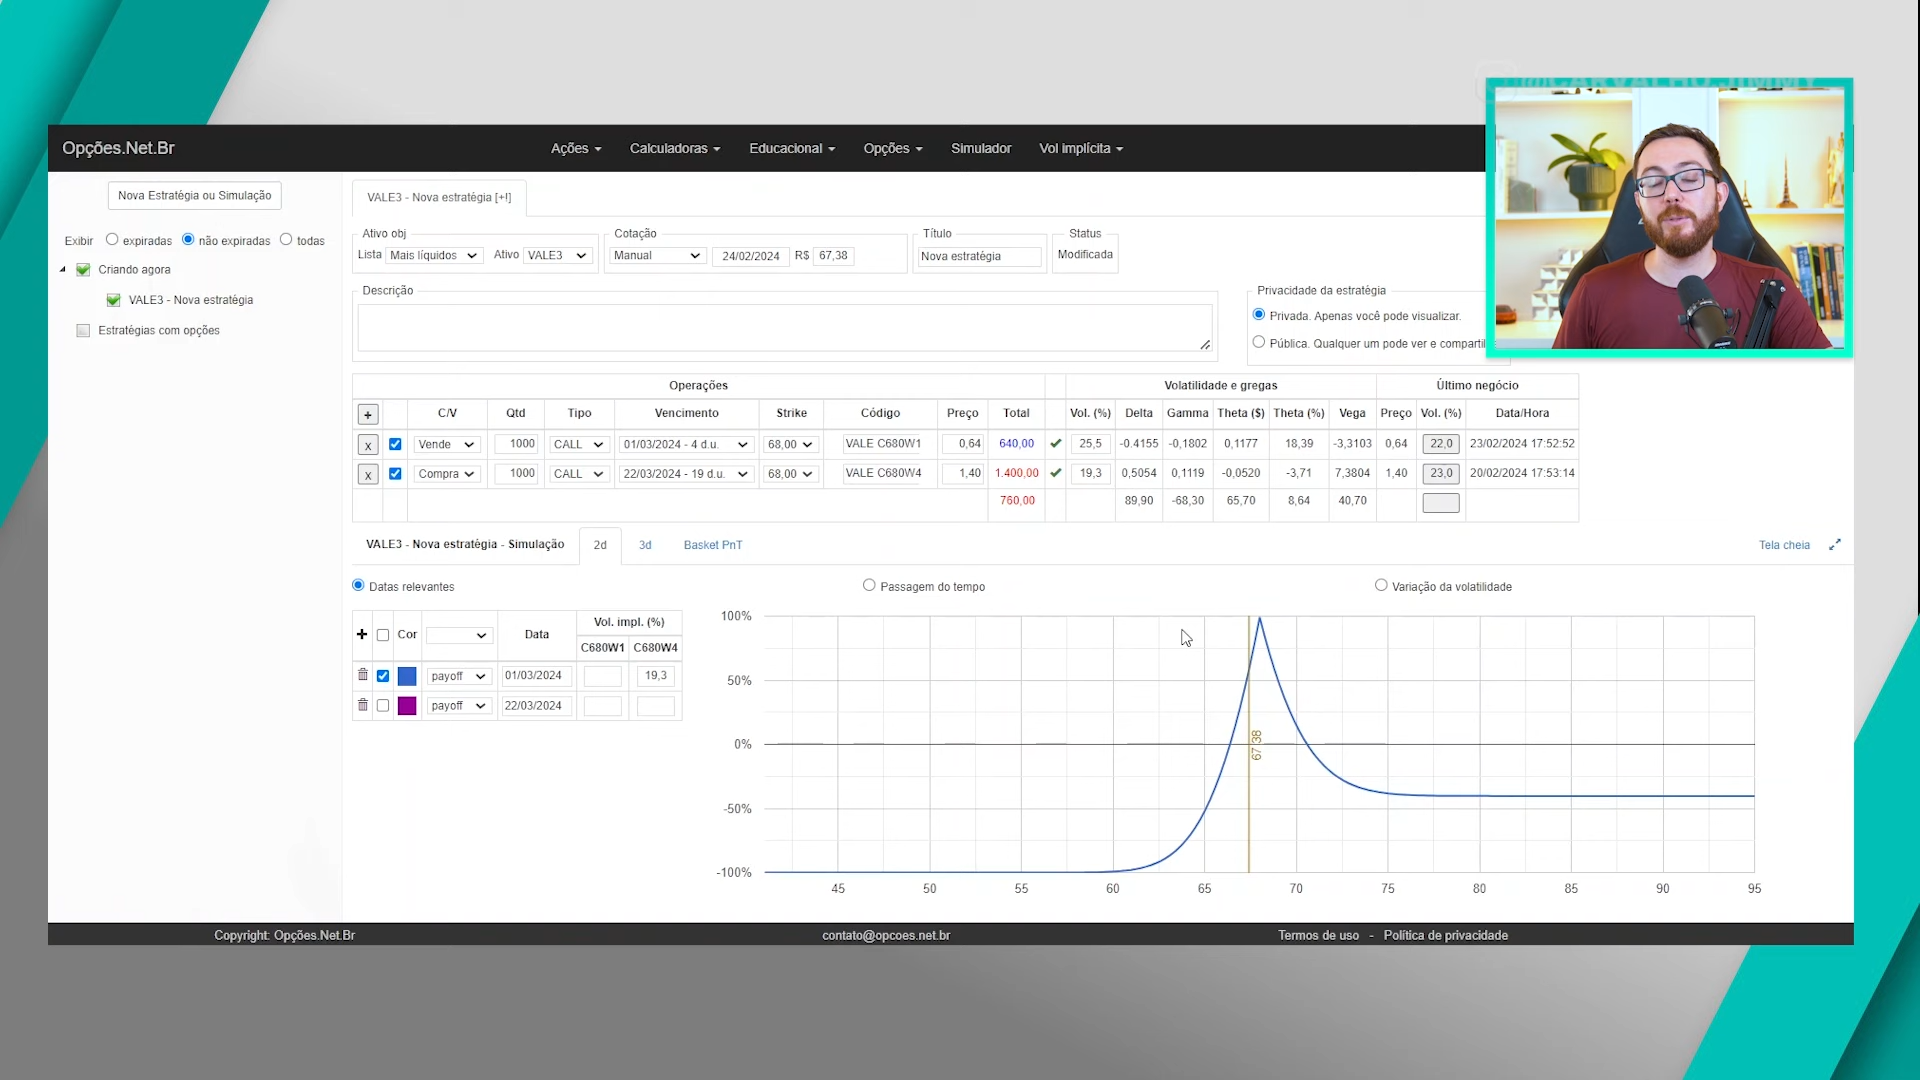 Opções.Net.Br
Ações Calculadoras Educacional Opções Simulador Vol implícita
Nova Estratégia ou Simulação
Exibir expiradas não expiradas todas
Criando agora
VALE3 - Nova estratégia
Estratégias com opções
VALE3 - Nova estratégia [+!]
Ativo obj Cotação Título Status
Lista Mais líquidos Ativo VALE3 Manual 24/02/2024 R$ 67,38 Nova estratégia Modificada
Descrição
Privacidade da estratégia
Privada. Apenas você pode visualizar.
Pública. Qualquer um pode ver e compartil
Operações Volatilidade e gregas Último negócio
+ C/V Qtd Tipo Vencimento Strike Código Preço Total Vol. (%) Delta Gamma Theta ($) Theta (%) Vega Preço Vol. (%) Data/Hora
x Vende 1000 CALL 01/03/2024 - 4 d.u. 68,00 VALE C680W1 0,64 640,00 25,5 -0.4155 -0,1802 0,1177 18,39 -3,3103 0,64 22,0 23/02/2024 17:52:52
x Compra 1000 CALL 22/03/2024 - 19 d.u. 68,00 VALE C680W4 1,40 1.400,00 19,3 0,5054 0,1119 -0,0520 -3,71 7,3804 1,40 23,0 20/02/2024 17:53:14
760,00 89,90 -68,30 65,70 8,64 40,70
VALE3 - Nova estratégia - Simulação 2d 3d Basket PnT Tela cheia
Datas relevantes Passagem do tempo Variação da volatilidade
+ Cor Data Vol. impl. (%)
C680W1 C680W4
payoff 01/03/2024 19,3
payoff 22/03/2024
100%
50%
0%
-50%
-100%
67,38
45 50 55 60 65 70 75 80 85 90 95
Copyright: Opções.Net.Br contato@opcoes.net.br Termos de uso - Política de privacidade